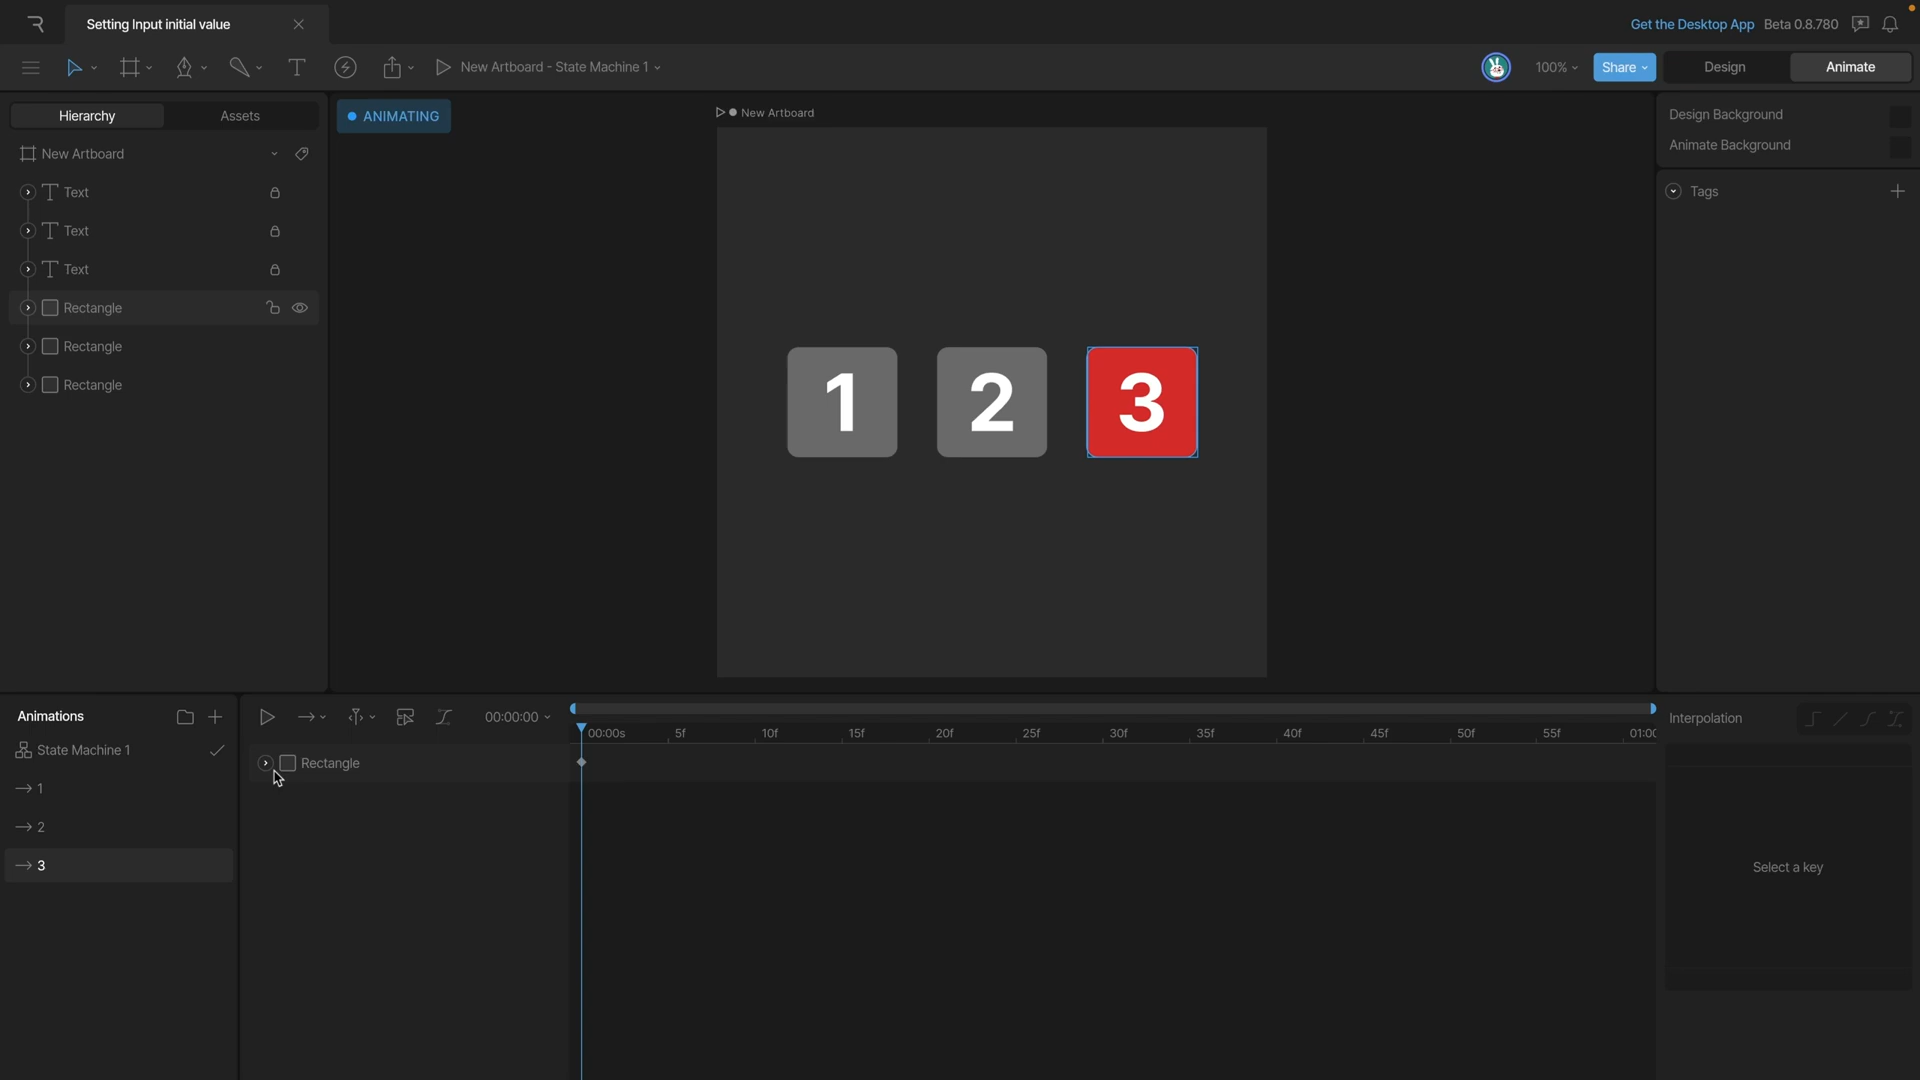 Setting Input initial value
Get the Desktop App Beta 0.8.780
New Artboard - State Machine 1
100%
Share
Design
Animate
Hierarchy
Assets
ANIMATING
New Artboard
Design Background
Animate Background
New Artboard
Text
Tags
Text
Text
Rectangle
Rectangle
Rectangle
1
2
3
Animations
00:00:00
00:00s 5f 10f 15f 20f 25f 30f 35f 40f 45f 50f 55f 01:00
Interpolation
State Machine 1
Rectangle
1
2
3
Select a key